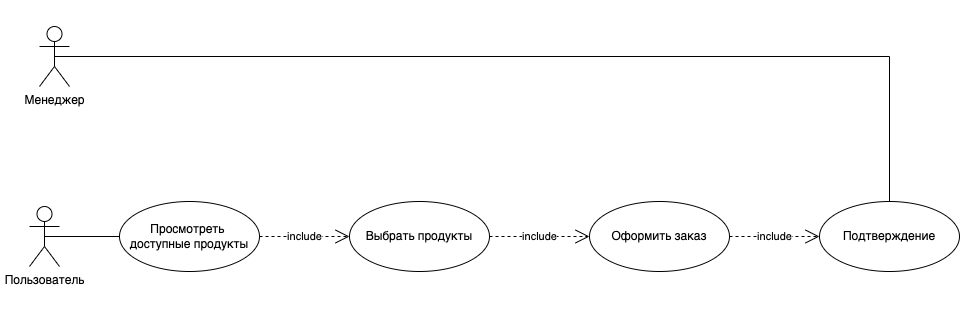 Менеджер
Пользователь
Просмотреть
доступные продукты
include
Выбрать продукты
include
Оформить заказ
include
Подтверждение